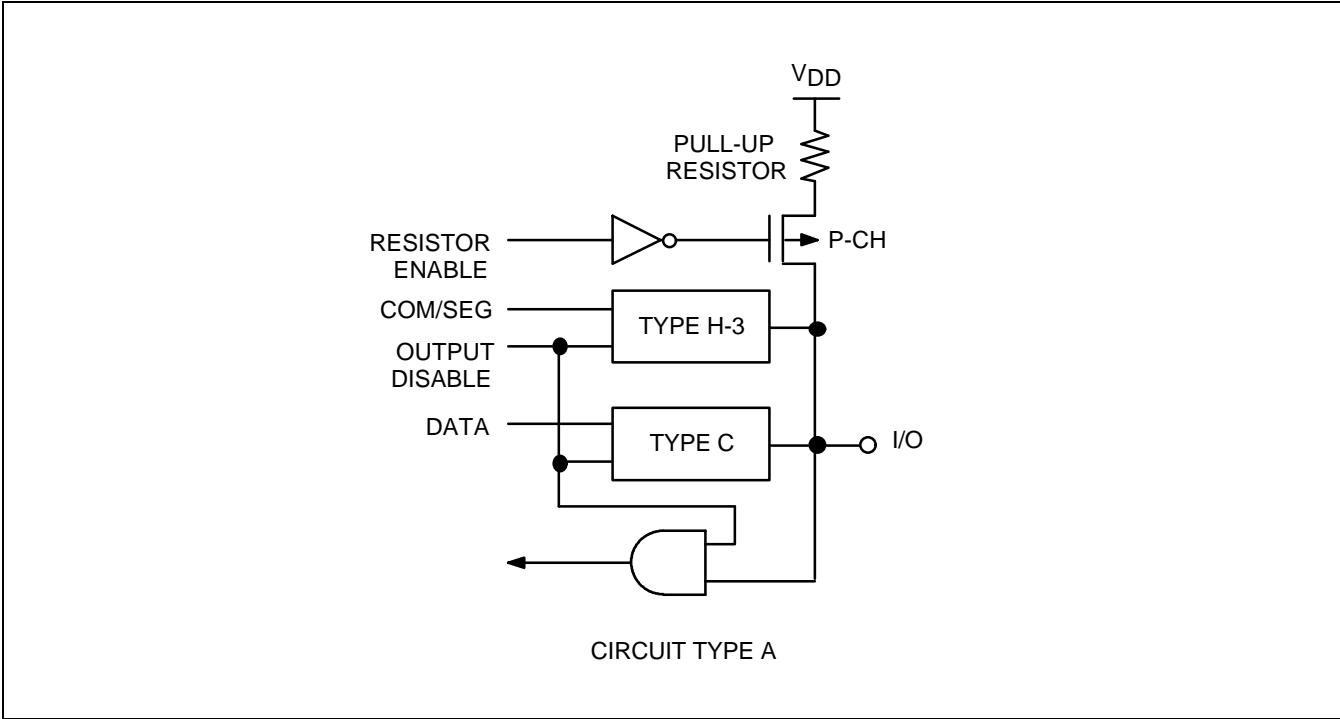 VDD
PULL-UP
RESISTOR
RESISTOR
ENABLE
P-CH
COM/SEG
TYPE H-3
OUTPUT
DISABLE
DATA
TYPE C
I/O
CIRCUIT TYPE A